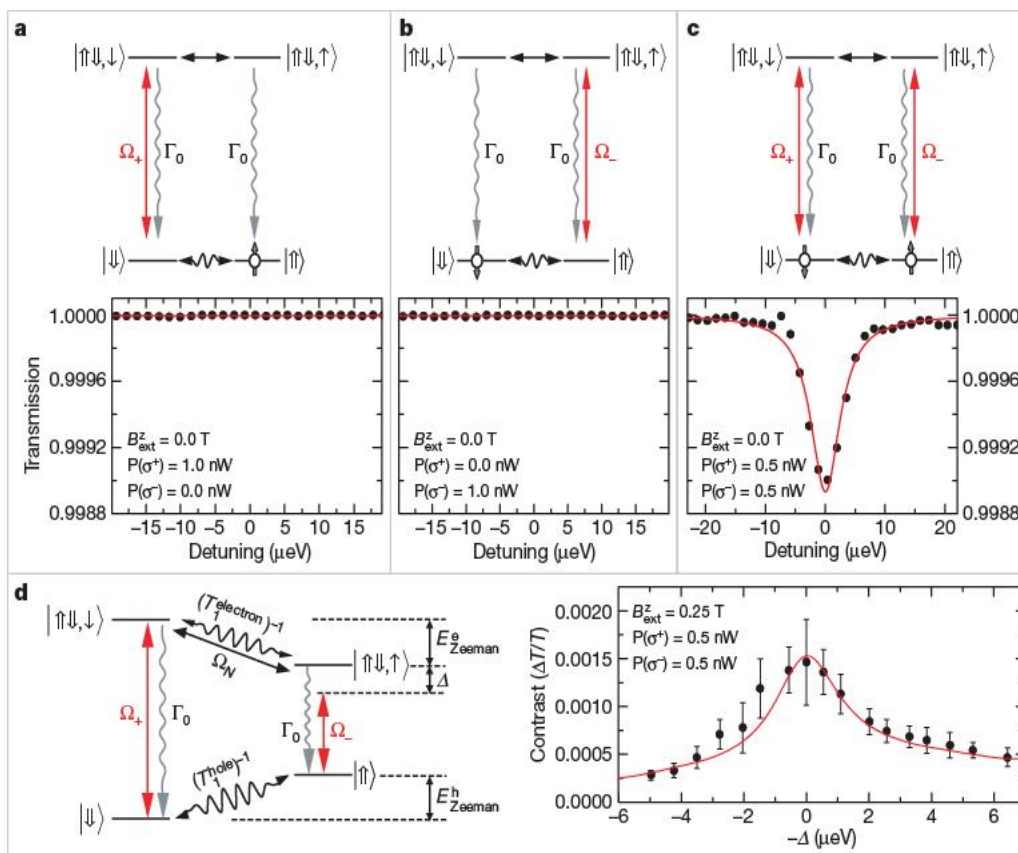 a
|⇑⇓,↓⟩ |⇑⇓,↑⟩
Ω₊ Γ₀ Γ₀
|⇓⟩ |⇑⟩
b
|⇑⇓,↓⟩ |⇑⇓,↑⟩
Γ₀ Γ₀ Ω₋
|⇓⟩ |⇑⟩
c
|⇑⇓,↓⟩ |⇑⇓,↑⟩
Ω₊ Γ₀ Γ₀ Ω₋
|⇓⟩ |⇑⟩
Transmission
1.0000
0.9996
0.9992
0.9988
B^z_ext = 0.0 T
P(σ⁺) = 1.0 nW
P(σ⁻) = 0.0 nW
−15 −10 −5 0 5 10 15
Detuning (μeV)
B^z_ext = 0.0 T
P(σ⁺) = 0.0 nW
P(σ⁻) = 1.0 nW
−15 −10 −5 0 5 10 15
Detuning (μeV)
1.0000
0.9996
0.9992
0.9988
B^z_ext = 0.0 T
P(σ⁺) = 0.5 nW
P(σ⁻) = 0.5 nW
−20 −10 0 10 20
Detuning (μeV)
d
|⇑⇓,↓⟩
(T₁^electron)⁻¹
Ω_N
E^e_Zeeman
|⇑⇓,↑⟩
Δ
Ω₊ Γ₀ Γ₀ Ω₋
(T₁^hole)⁻¹
|⇑⟩
E^h_Zeeman
|⇓⟩
Contrast (ΔT/T)
0.0020
0.0015
0.0010
0.0005
0.0000
B^z_ext = 0.25 T
P(σ⁺) = 0.5 nW
P(σ⁻) = 0.5 nW
−6 −4 −2 0 2 4 6
−Δ (μeV)